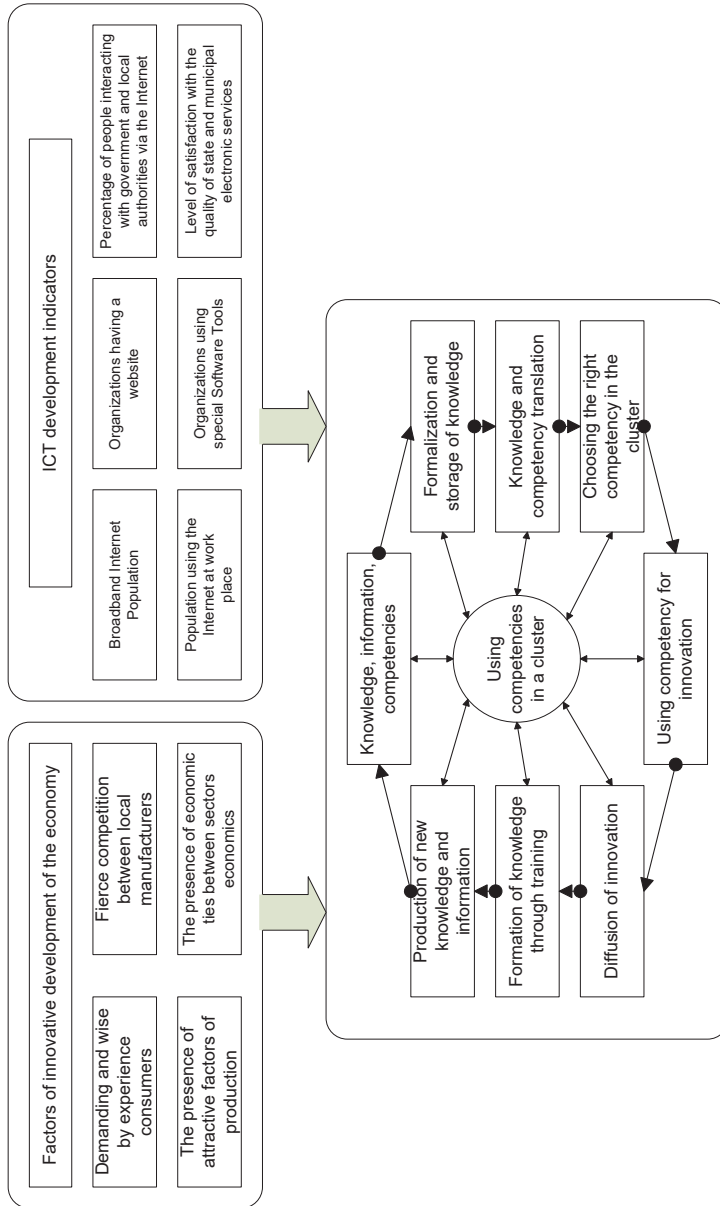 Factors of innovative development of the economy
Demanding and wise
by experience
consumers
Fierce competition
between local
manufacturers
The presence of
attractive factors of
production
The presence of economic
ties between sectors
economics
ICT development indicators
Broadband Internet
Population
Organizations having a
website
Percentage of people interacting
with government and local
authorities via the Internet
Population using the
Internet at work
place
Organizations using
special Software Tools
Level of satisfaction with the
quality of state and municipal
electronic services
Knowledge, information,
competencies
Production of new
knowledge and
information
Formalization and
storage of knowledge
Formation of knowledge
through training
Using
competencies
in a cluster
Knowledge and
competency translation
Diffusion of innovation
Choosing the right
competency in the
cluster
Using competency for
innovation